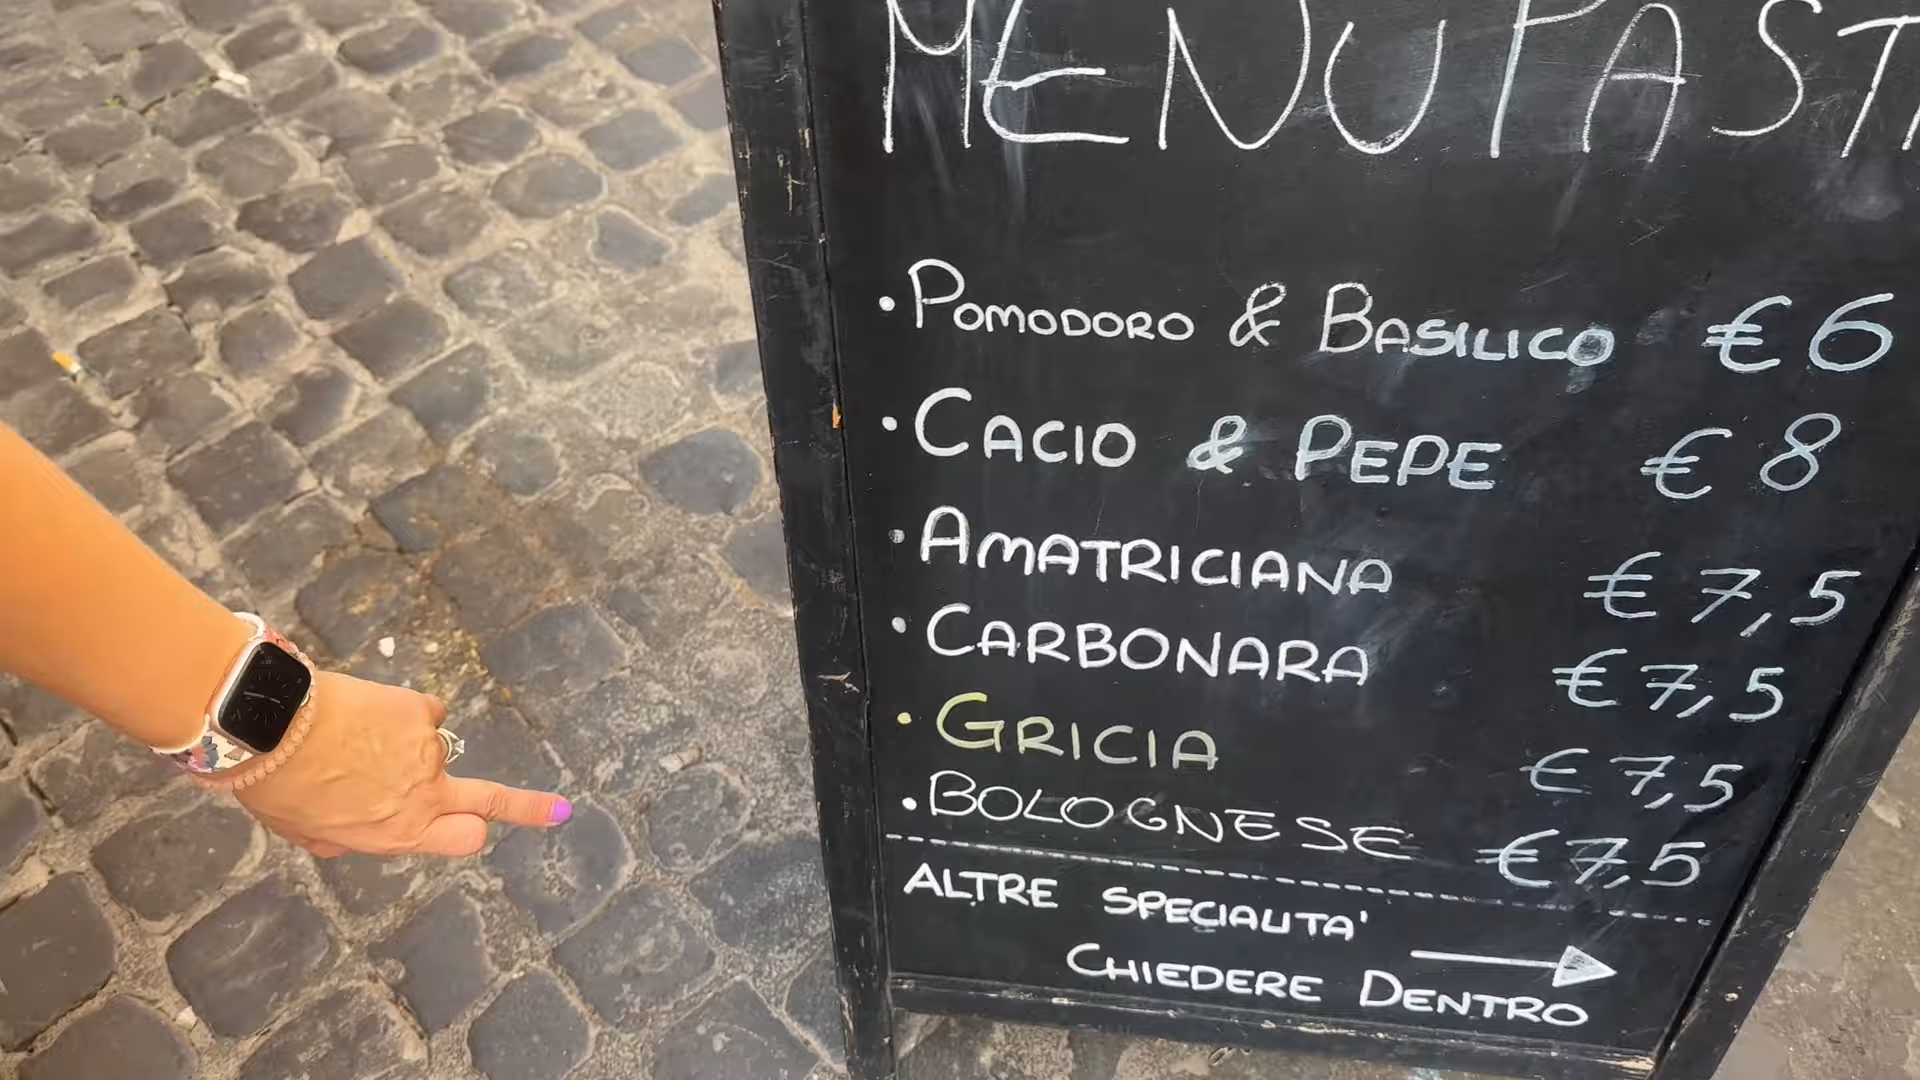 MENU PAST
• POMODORO & BASILICO € 6
• CACIO & PEPE € 8
• AMATRICIANA € 7,5
• CARBONARA € 7,5
• GRICIA € 7,5
• BOLOGNESE € 7,5
ALTRE SPECIALITA'
CHIEDERE DENTRO